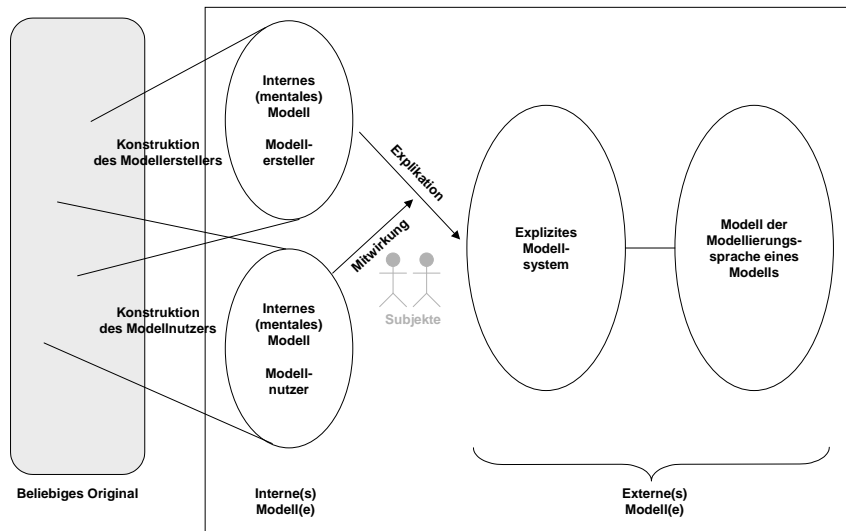 Internes
(mentales)
Modell
Modell-
ersteller
Konstruktion
des Modellerstellers
Explikation
Mitwirkung
Explizites
Modell-
system
Modell der
Modellierungs-
sprache eines
Modells
Konstruktion
des Modellnutzers
Internes
(mentales)
Modell
Modell-
nutzer
Subjekte
Beliebiges Original
Interne(s)
Modell(e)
Externe(s)
Modell(e)